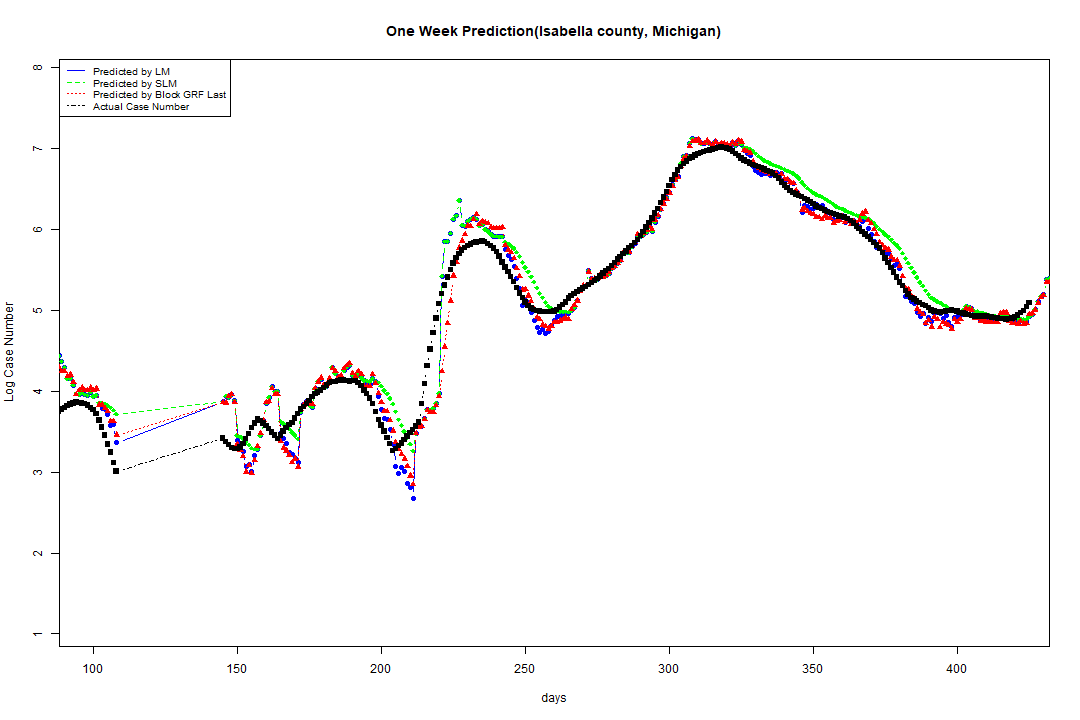 One Week Prediction(Isabella county, Michigan)
Predicted by LM
Predicted by SLM
Predicted by Block GRF Last
Actual Case Number
Log Case Number
8
7
6
5
4
3
2
1
100 150 200 250 300 350 400
days